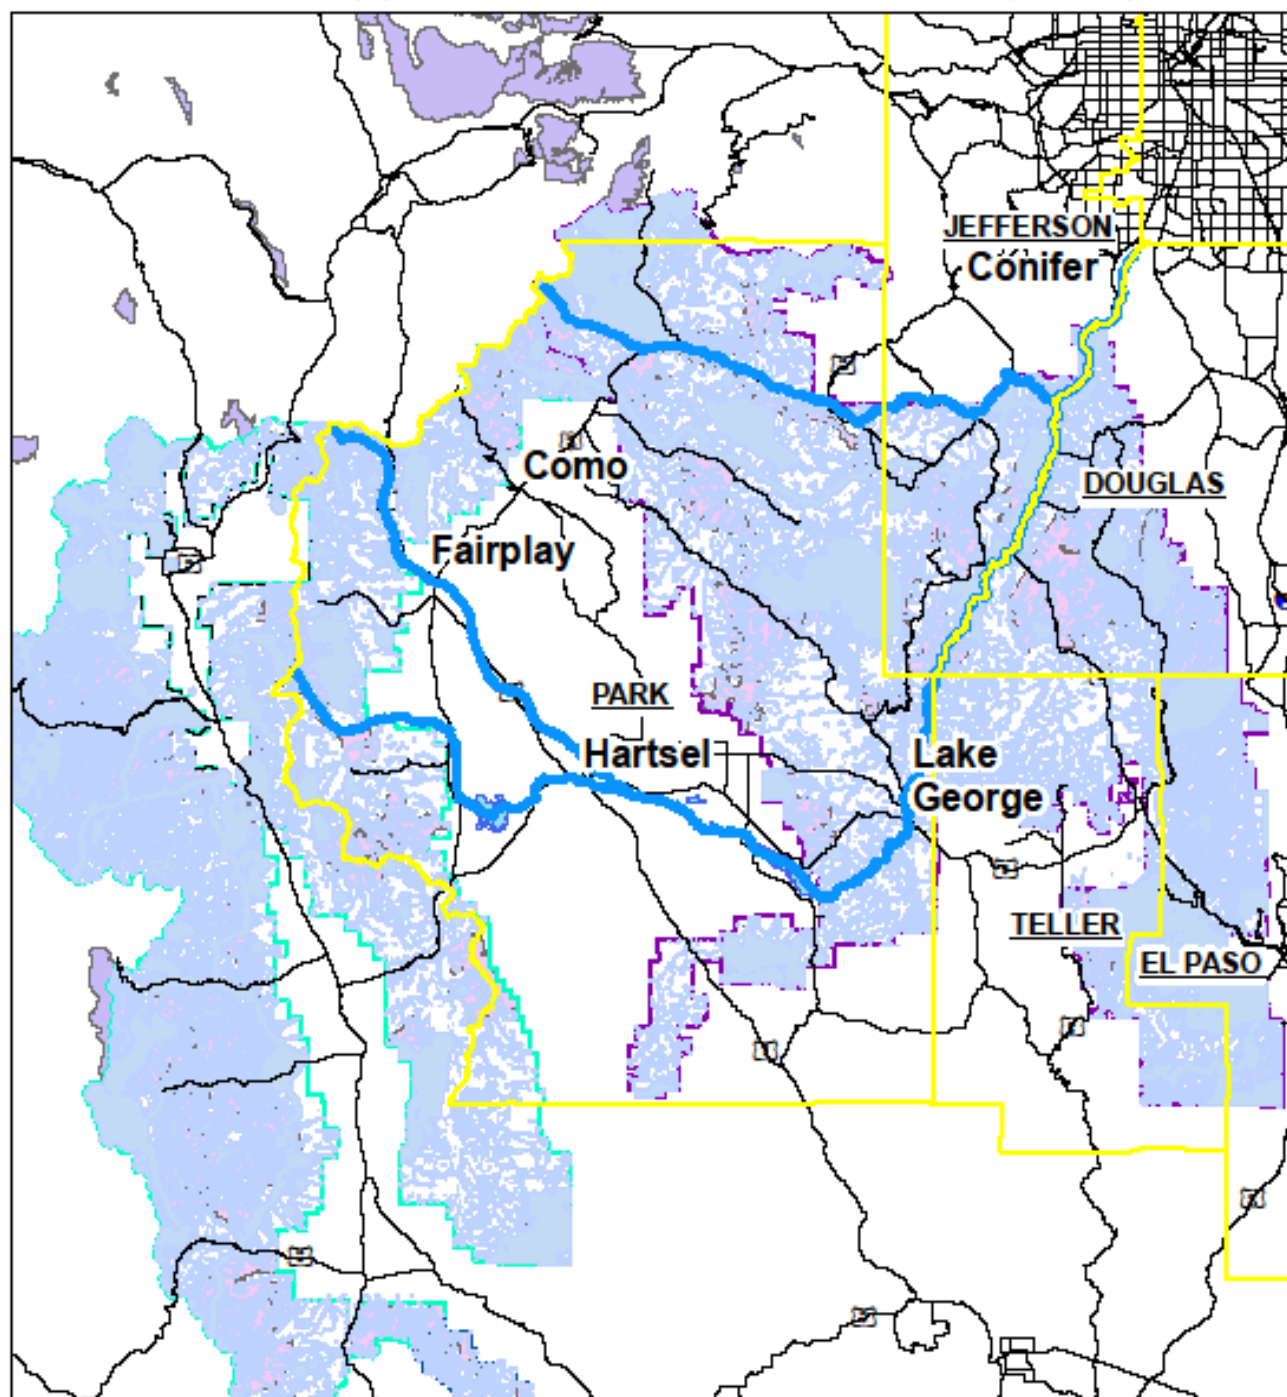 JEFFERSON
Conifer
Como
DOUGLAS
Fairplay
PARK
Hartsel
Lake
George
TELLER
EL PASO